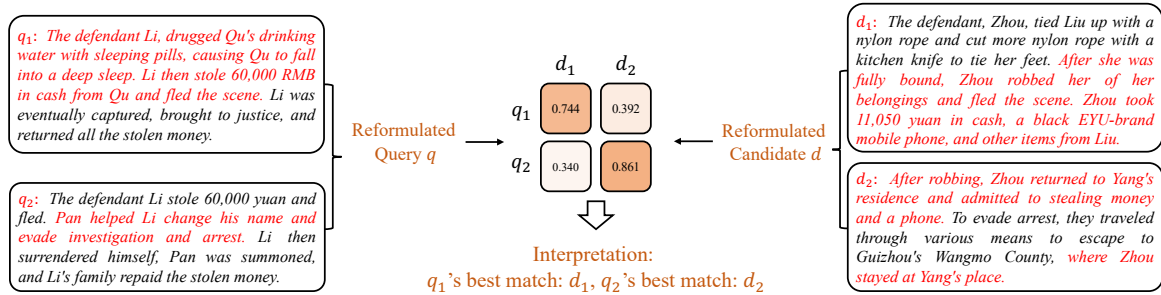 q₁: The defendant Li, drugged Qu's drinking
water with sleeping pills, causing Qu to fall
into a deep sleep. Li then stole 60,000 RMB
in cash from Qu and fled the scene. Li was
eventually captured, brought to justice, and
returned all the stolen money.
q₂: The defendant Li stole 60,000 yuan and
fled. Pan helped Li change his name and
evade investigation and arrest. Li then
surrendered himself, Pan was summoned,
and Li's family repaid the stolen money.
Reformulated
Query q
d₁ d₂
q₁ 0.744 0.392
q₂ 0.340 0.861
Interpretation:
q₁'s best match: d₁, q₂'s best match: d₂
Reformulated
Candidate d
d₁: The defendant, Zhou, tied Liu up with a
nylon rope and cut more nylon rope with a
kitchen knife to tie her feet. After she was
fully bound, Zhou robbed her of her
belongings and fled the scene. Zhou took
11,050 yuan in cash, a black EYU-brand
mobile phone, and other items from Liu.
d₂: After robbing, Zhou returned to Yang's
residence and admitted to stealing money
and a phone. To evade arrest, they traveled
through various means to escape to
Guizhou's Wangmo County, where Zhou
stayed at Yang's place.